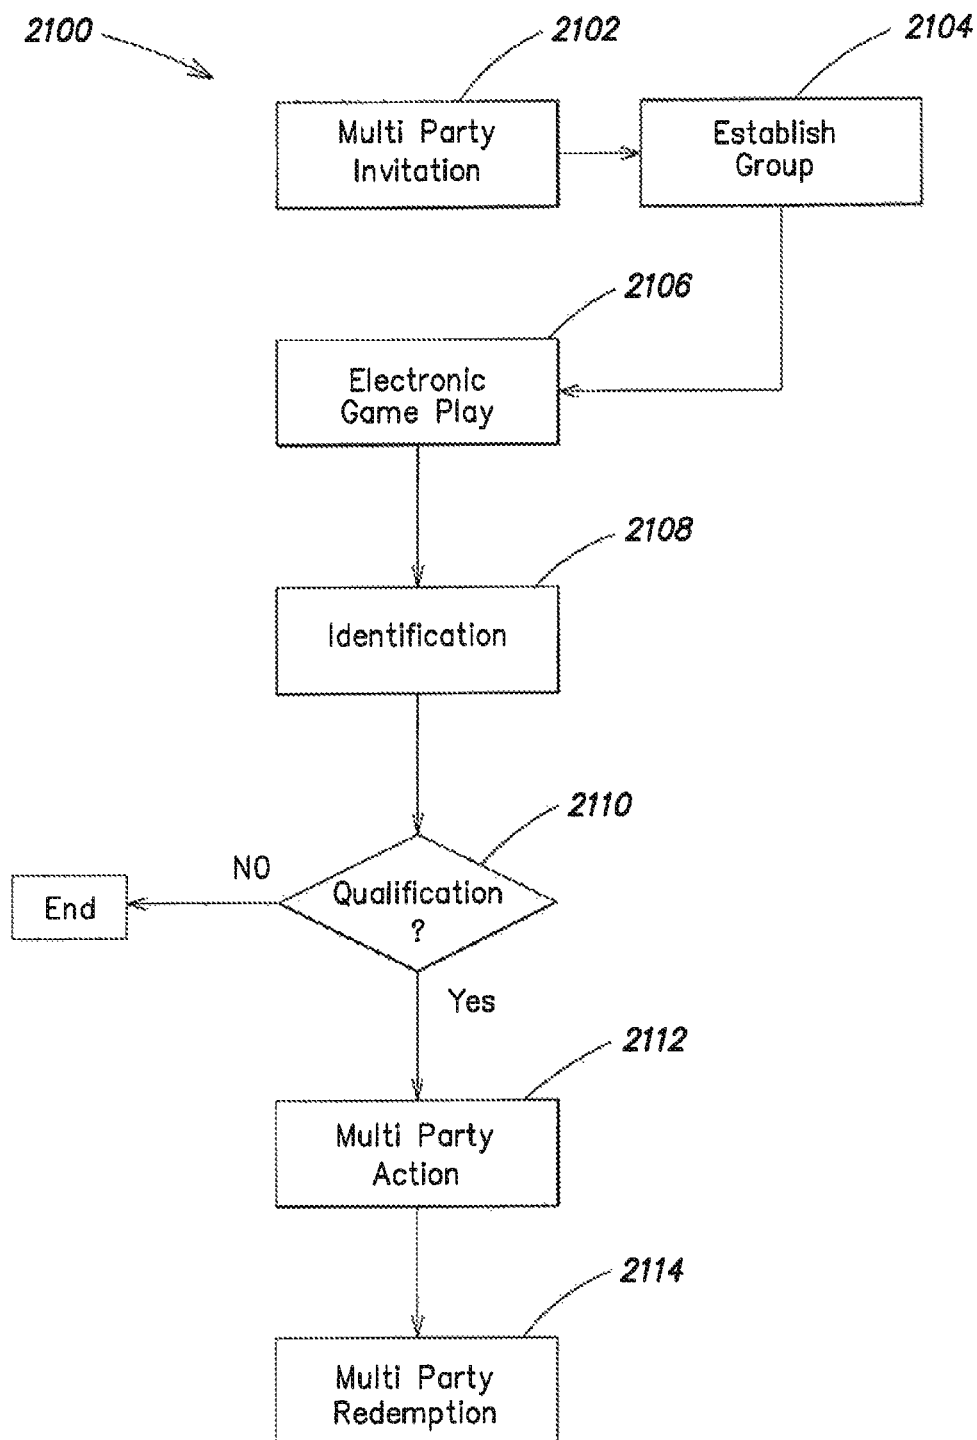 2100
2102
2104
Multi Party
Invitation
Establish
Group
2106
Electronic
Game Play
2108
Identification
2110
NO
End
Qualification
?
Yes
2112
Multi Party
Action
2114
Multi Party
Redemption